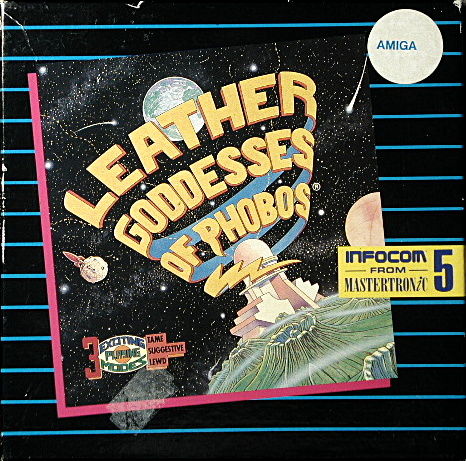 AMIGA
LEATHER
GODDESSES
OF PHOBOS®
INFOCOM
FROM
MASTERTRONIC
5
3 EXCITING PLAYING MODES
TAME
SUGGESTIVE
LEWD